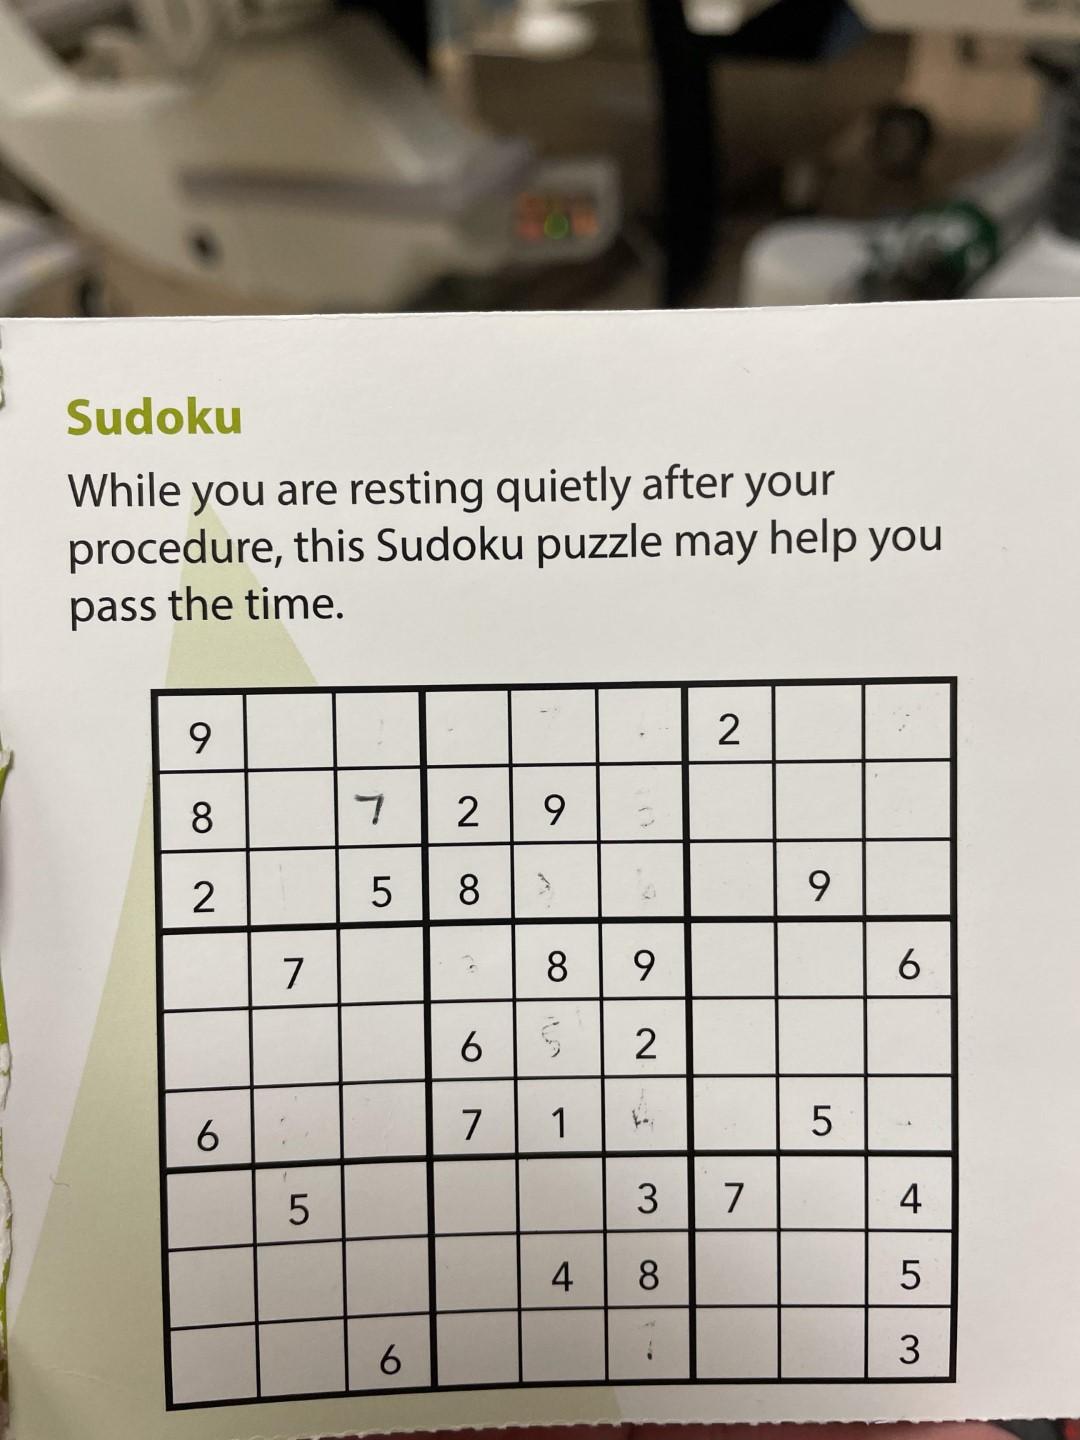 Sudoku
While you are resting quietly after your
procedure, this Sudoku puzzle may help you
pass the time.
9 2
8 7 2 9
2 5 8 9
7 8 9 6
6 5 2
6 7 1 5
5 3 7 4
4 8 5
6 3